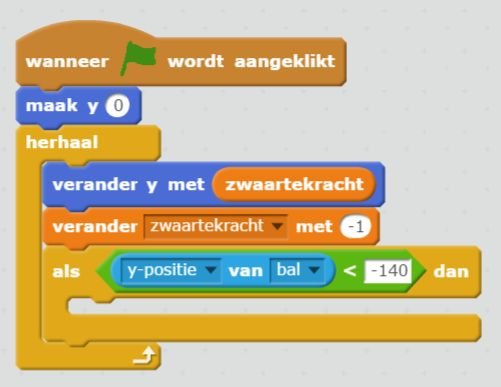 wanneer wordt aangeklikt
maak y 0
herhaal
verander y met zwaartekracht
verander zwaartekracht met -1
als y-positie van bal < -140 dan